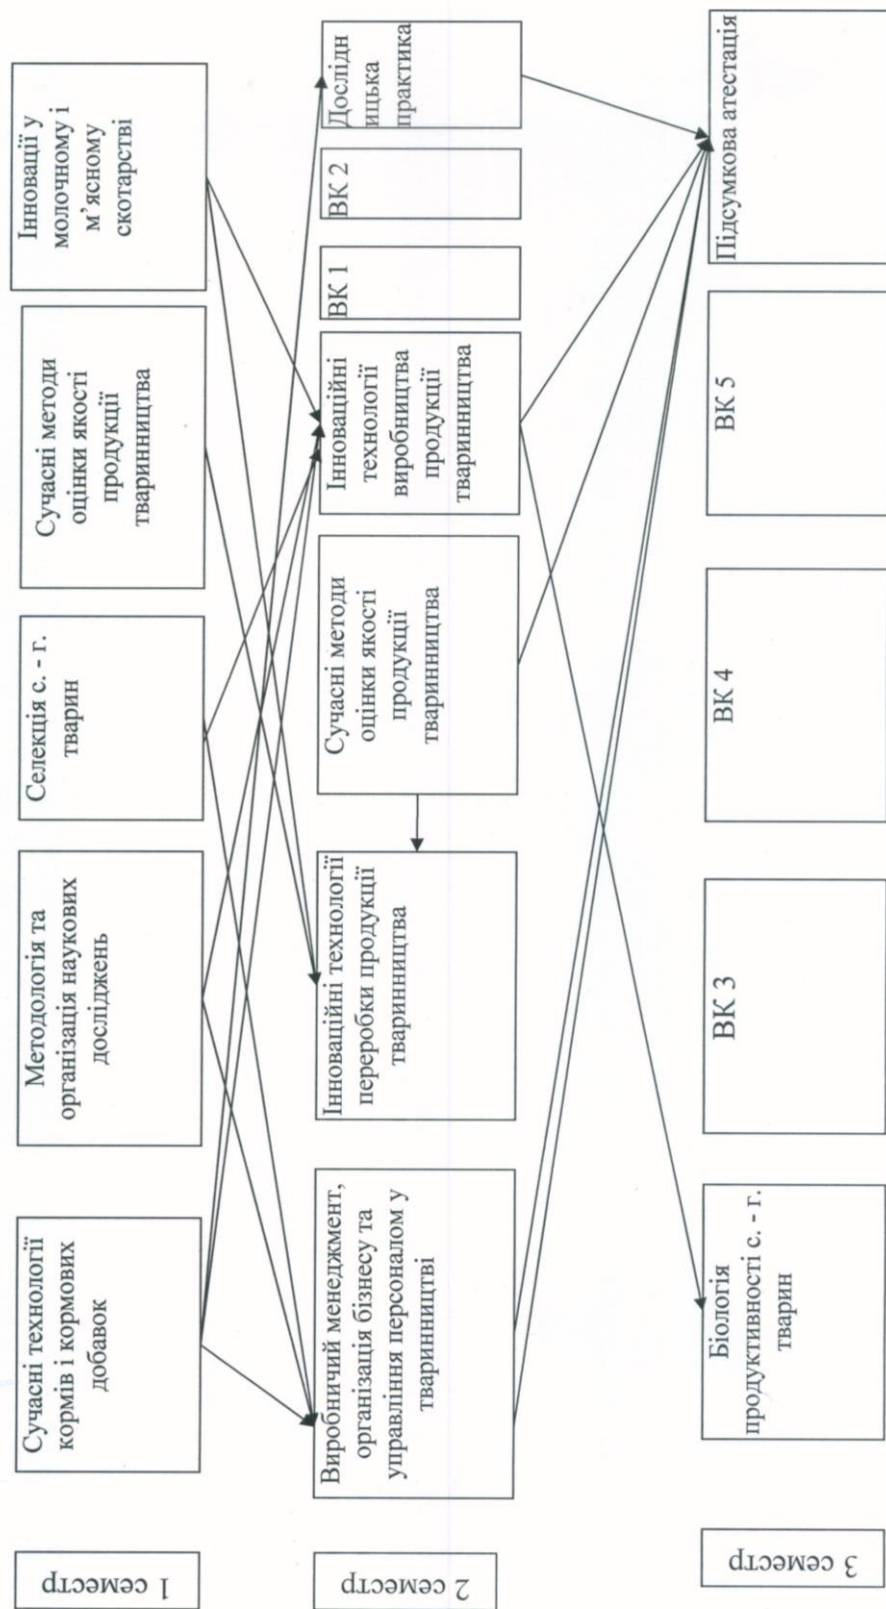 1 семестр
Сучасні технології
кормів і кормових
добавок
Методологія та
організація наукових
досліджень
Селекція с. - г.
тварин
Сучасні методи
оцінки якості
продукції
тваринництва
Інновації у
молочному і
м’ясному
скотарстві
2 семестр
Виробничий менеджмент,
організація бізнесу та
управління персоналом у
тваринництві
Інноваційні технології
переробки продукції
тваринництва
Сучасні методи
оцінки якості
продукції
тваринництва
Інноваційні
технології
виробництва
продукції
тваринництва
ВК 1
ВК 2
Дослідн
ицька
практика
3 семестр
Біологія
продуктивності с. - г.
тварин
ВК 3
ВК 4
ВК 5
Підсумкова атестація